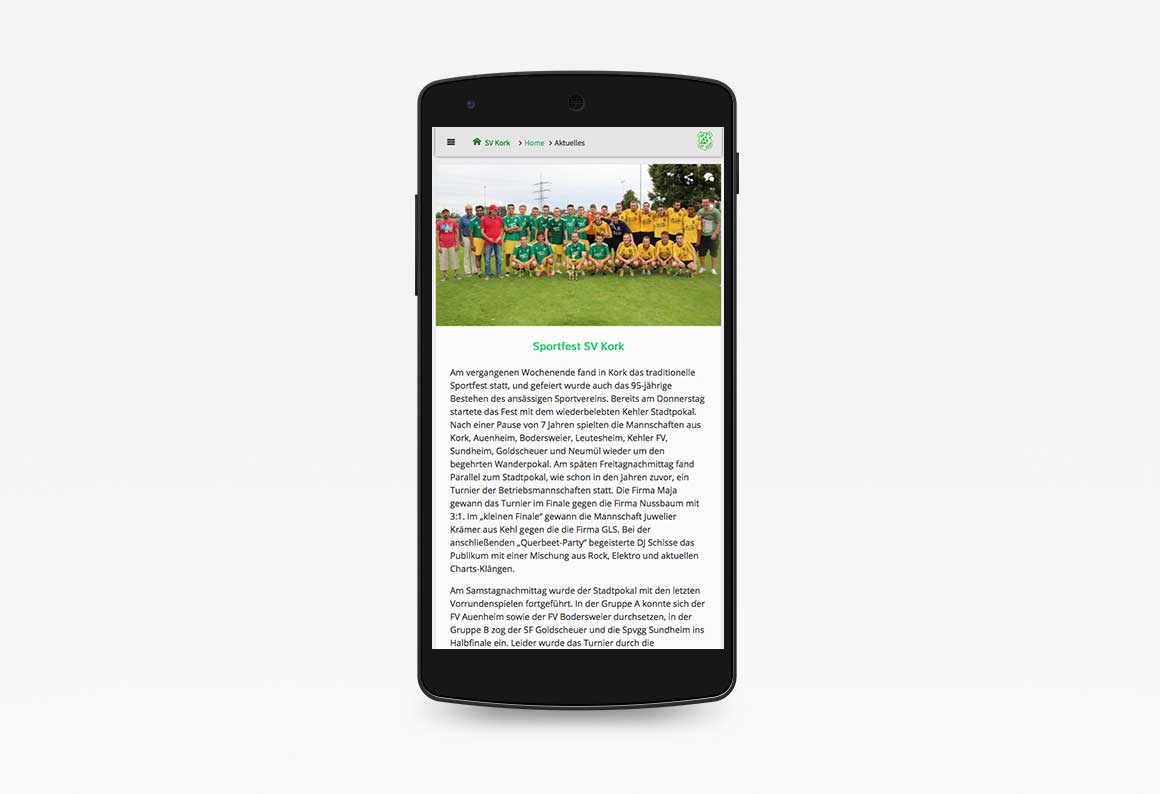 SV Kork > Home > Aktuelles
Sportfest SV Kork
Am vergangenen Wochenende fand in Kork das traditionelle
Sportfest statt, und gefeiert wurde auch das 95-jährige
Bestehen des ansässigen Sportvereins. Bereits am Donnerstag
startete das Fest mit dem wiederbelebten Kehler Stadtpokal.
Nach einer Pause von 7 Jahren spielten die Mannschaften aus
Kork, Auenheim, Bodersweier, Leutesheim, Kehler FV,
Sundheim, Goldscheuer und Neumül wieder um den
begehrten Wanderpokal. Am späten Freitagnachmittag fand
Parallel zum Stadtpokal, wie schon in den Jahren zuvor, ein
Turnier der Betriebsmannschaften statt. Die Firma Maja
gewann das Turnier im Finale gegen die Firma Nussbaum mit
3:1. Im „kleinen Finale“ gewann die Mannschaft Juwelier
Krämer aus Kehl gegen die die Firma GLS. Bei der
anschließenden „Querbeet-Party“ begeisterte DJ Schisse das
Publikum mit einer Mischung aus Rock, Elektro und aktuellen
Charts-Klängen.
Am Samstagnachmittag wurde der Stadtpokal mit den letzten
Vorrundenspielen fortgeführt. In der Gruppe A konnte sich der
FV Auenheim sowie der FV Bodersweier durchsetzen, in der
Gruppe B zog der SF Goldscheuer und die Spvgg Sundheim ins
Halbfinale ein. Leider wurde das Turnier durch die